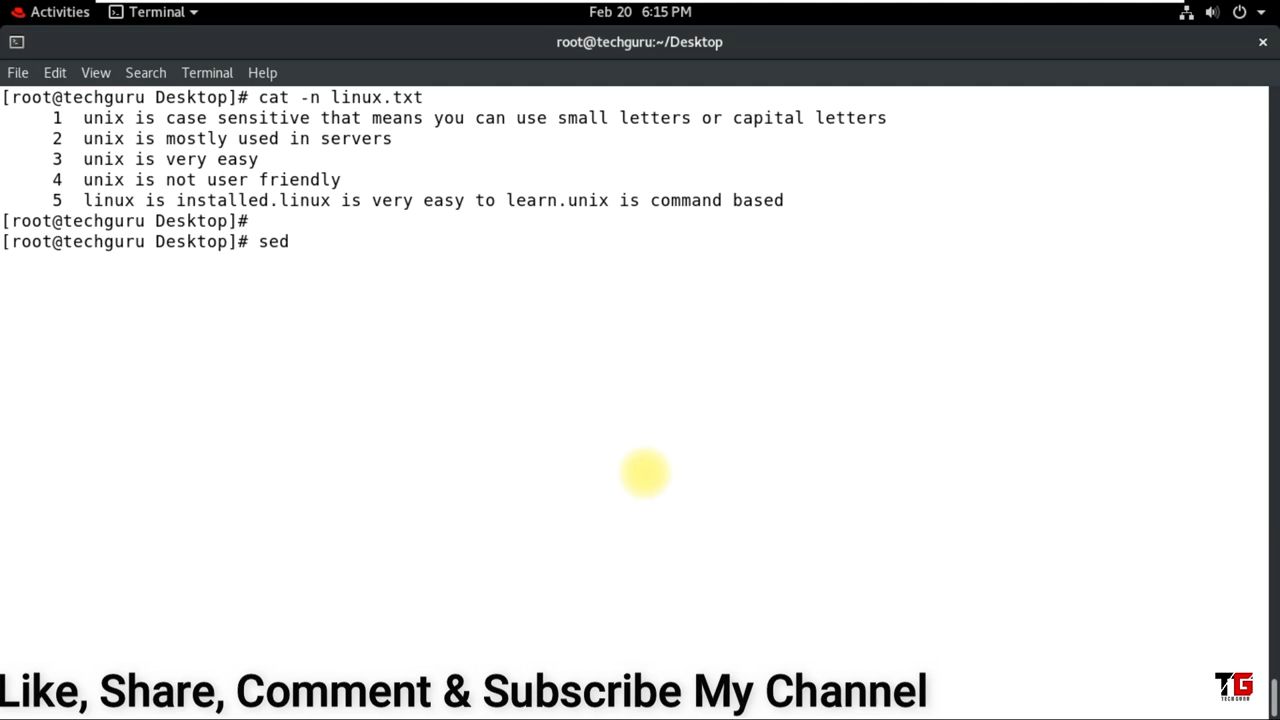 Activities Terminal Feb 20 6:15 PM
root@techguru:~/Desktop ×
File Edit View Search Terminal Help
[root@techguru Desktop]# cat -n linux.txt
1 unix is case sensitive that means you can use small letters or capital letters
2 unix is mostly used in servers
3 unix is very easy
4 unix is not user friendly
5 linux is installed.linux is very easy to learn.unix is command based
[root@techguru Desktop]#
[root@techguru Desktop]# sed
Like, Share, Comment & Subscribe My Channel
TG
TECHGURU